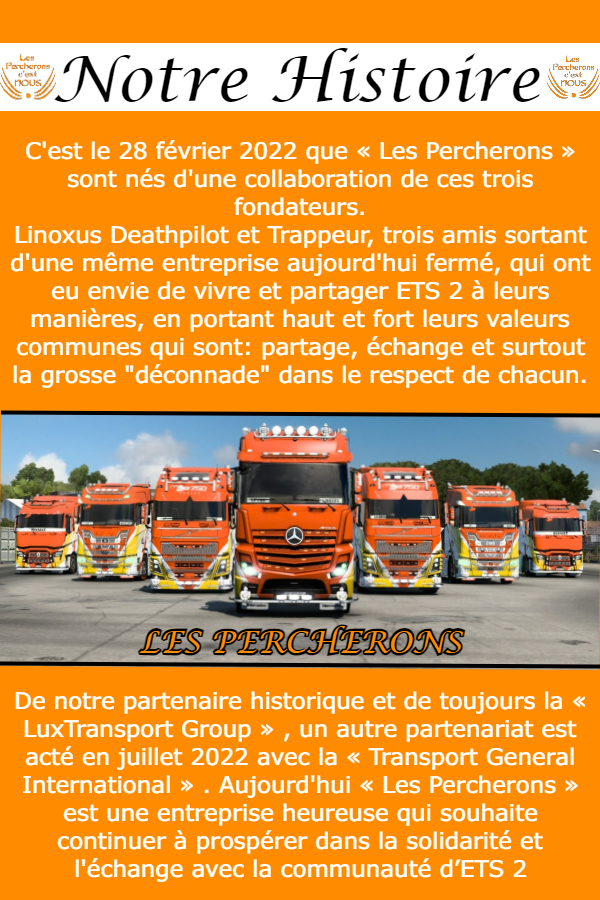 Les
Percherons
c'est
NOUS
Notre Histoire
Les
Percherons
c'est
NOUS
C'est le 28 février 2022 que « Les Percherons »
sont nés d'une collaboration de ces trois
fondateurs.
Linoxus Deathpilot et Trappeur, trois amis sortant
d'une même entreprise aujourd'hui fermé, qui ont
eu envie de vivre et partager ETS 2 à leurs
manières, en portant haut et fort leurs valeurs
communes qui sont: partage, échange et surtout
la grosse "déconnade" dans le respect de chacun.
LES PERCHERONS
De notre partenaire historique et de toujours la «
LuxTransport Group » , un autre partenariat est
acté en juillet 2022 avec la « Transport General
International » . Aujourd'hui « Les Percherons »
est une entreprise heureuse qui souhaite
continuer à prospérer dans la solidarité et
l'échange avec la communauté d’ETS 2